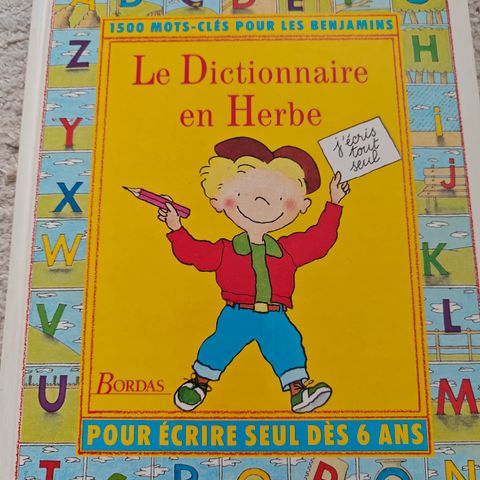 A B C D E F G
1500 MOTS-CLÉS POUR LES BENJAMINS
Z
H
Le Dictionnaire
en Herbe
j'écris
tout
seul
Y
i
X
j
W
K
V
L
BORDAS
U
M
POUR ÉCRIRE SEUL DÈS 6 ANS
T S R Q P O N